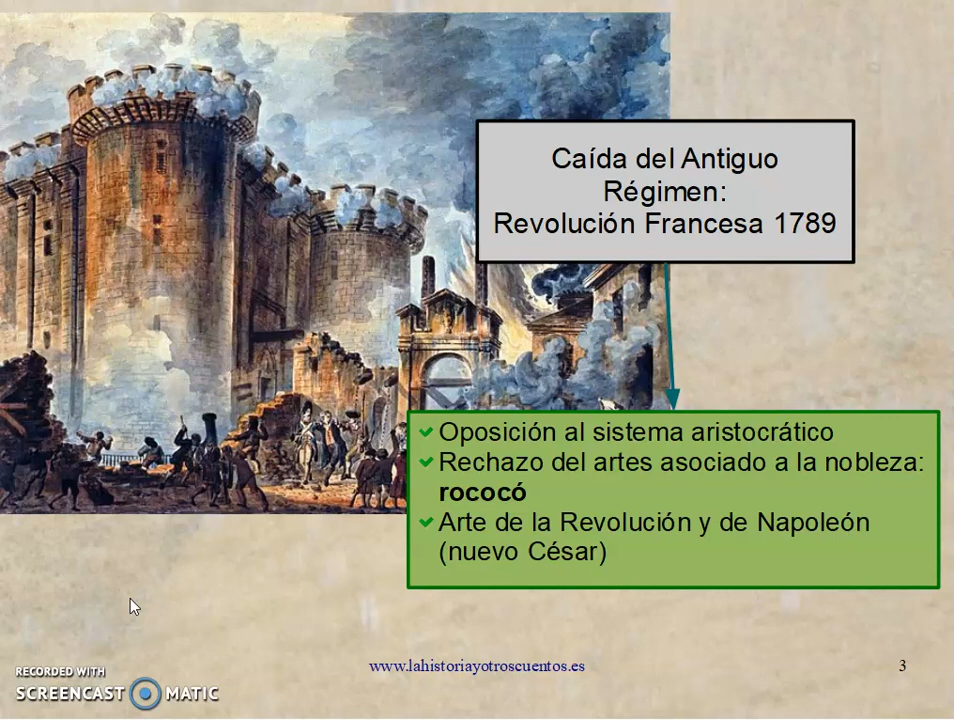 Caída del Antiguo
Régimen:
Revolución Francesa 1789
Oposición al sistema aristocrático
Rechazo del artes asociado a la nobleza:
rococó
Arte de la Revolución y de Napoleón
(nuevo César)
www.lahistoriayotroscuentos.es
3
RECORDED WITH
SCREENCAST MATIC